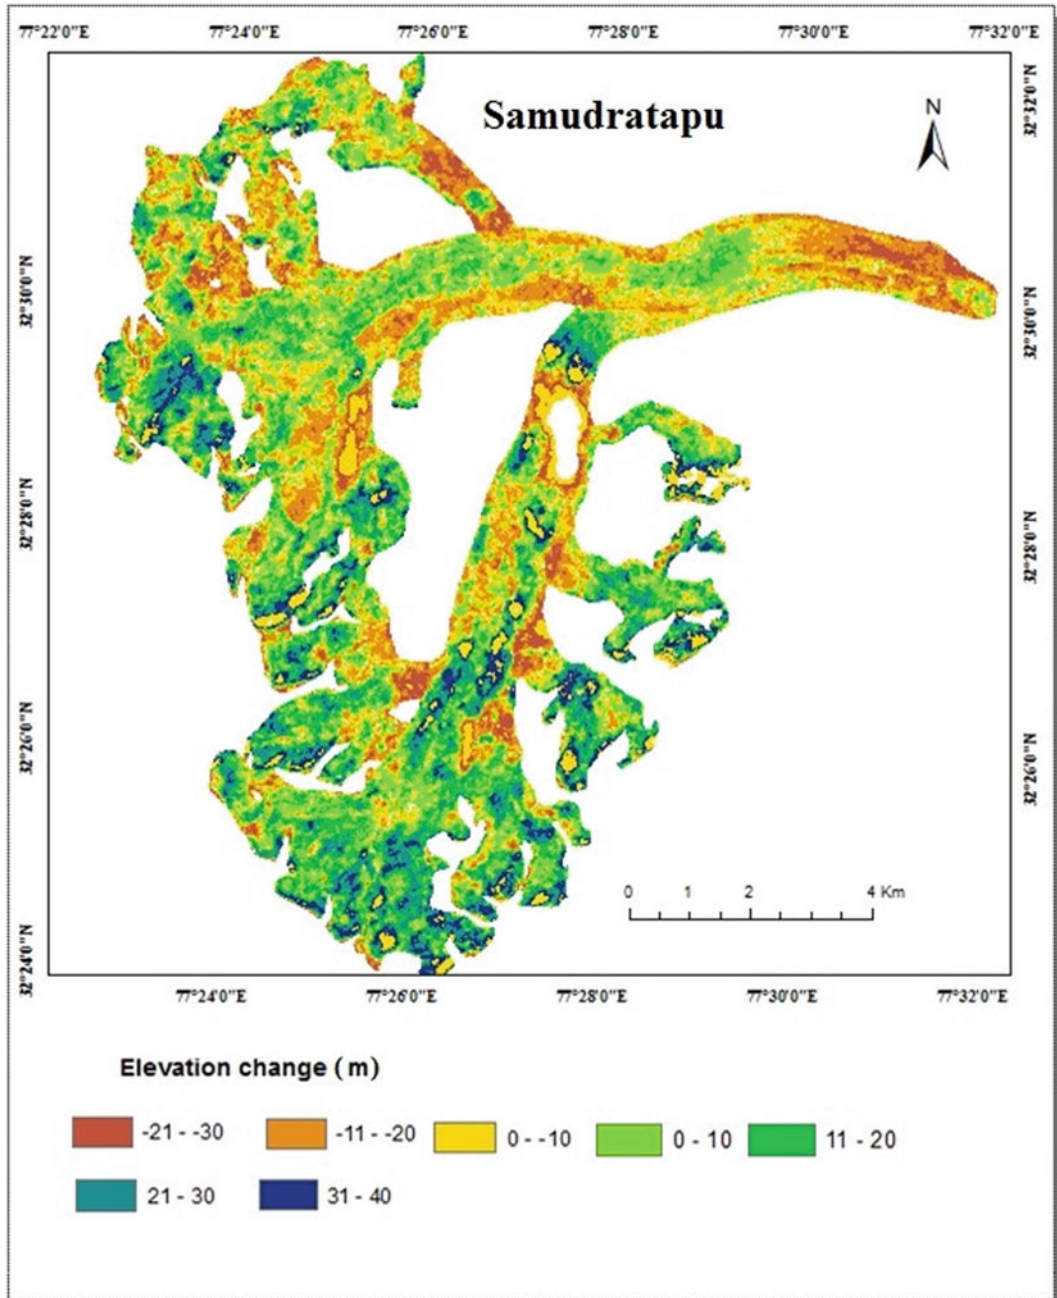 77°22'0"E 77°24'0"E 77°26'0"E 77°28'0"E 77°30'0"E 77°32'0"E
Samudratapu
N
32°32'0"N
32°30'0"N
32°30'0"N
32°28'0"N
32°28'0"N
32°26'0"N
32°26'0"N
32°24'0"N
0 1 2 4 Km
77°24'0"E 77°26'0"E 77°28'0"E 77°30'0"E 77°32'0"E
Elevation change ( m )
-21 - -30 -11 - -20 0 - -10 0 - 10 11 - 20
21 - 30 31 - 40